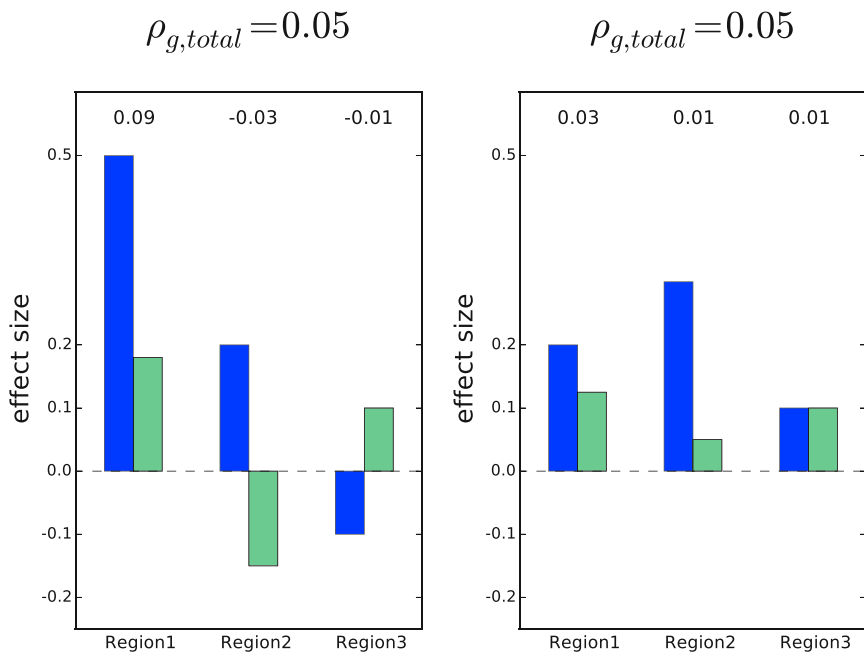 ρg,total=0.05
0.09 -0.03 -0.01
0.5
0.2
0.1
0.0
-0.1
-0.2
effect size
Region1 Region2 Region3
ρg,total=0.05
0.03 0.01 0.01
0.5
0.2
0.1
0.0
-0.1
-0.2
effect size
Region1 Region2 Region3